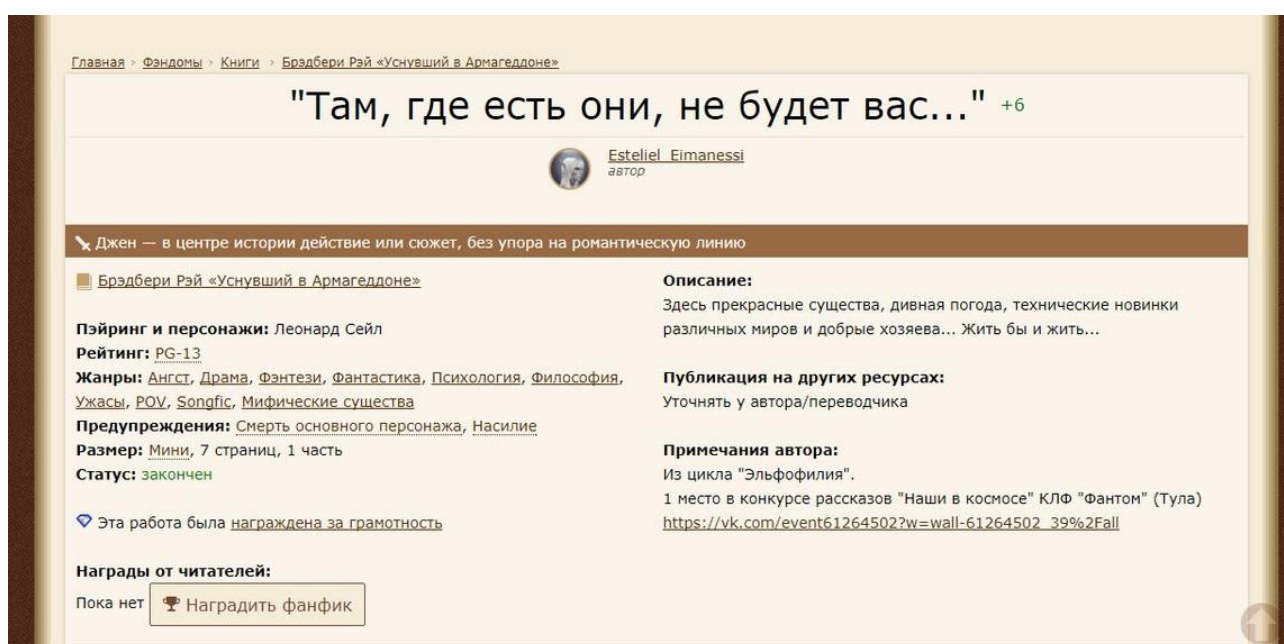 Главная › Фэндомы › Книги › Брэдбери Рэй «Уснувший в Армагеддоне»
"Там, где есть они, не будет вас..." +6
Esteliel Eimanessi
автор
Джен — в центре истории действие или сюжет, без упора на романтическую линию
Брэдбери Рэй «Уснувший в Армагеддоне»
Пэйринг и персонажи: Леонард Сейл
Рейтинг: PG-13
Жанры: Ангст, Драма, Фэнтези, Фантастика, Психология, Философия,
Ужасы, POV, Songfic, Мифические существа
Предупреждения: Смерть основного персонажа, Насилие
Размер: Мини, 7 страниц, 1 часть
Статус: закончен
Эта работа была награждена за грамотность
Награды от читателей:
Пока нет Наградить фанфик
Описание:
Здесь прекрасные существа, дивная погода, технические новинки
различных миров и добрые хозяева... Жить бы и жить...
Публикация на других ресурсах:
Уточнять у автора/переводчика
Примечания автора:
Из цикла "Эльфофилия".
1 место в конкурсе рассказов "Наши в космосе" КЛФ "Фантом" (Тула)
https://vk.com/event61264502?w=wall-61264502_39%2Fall